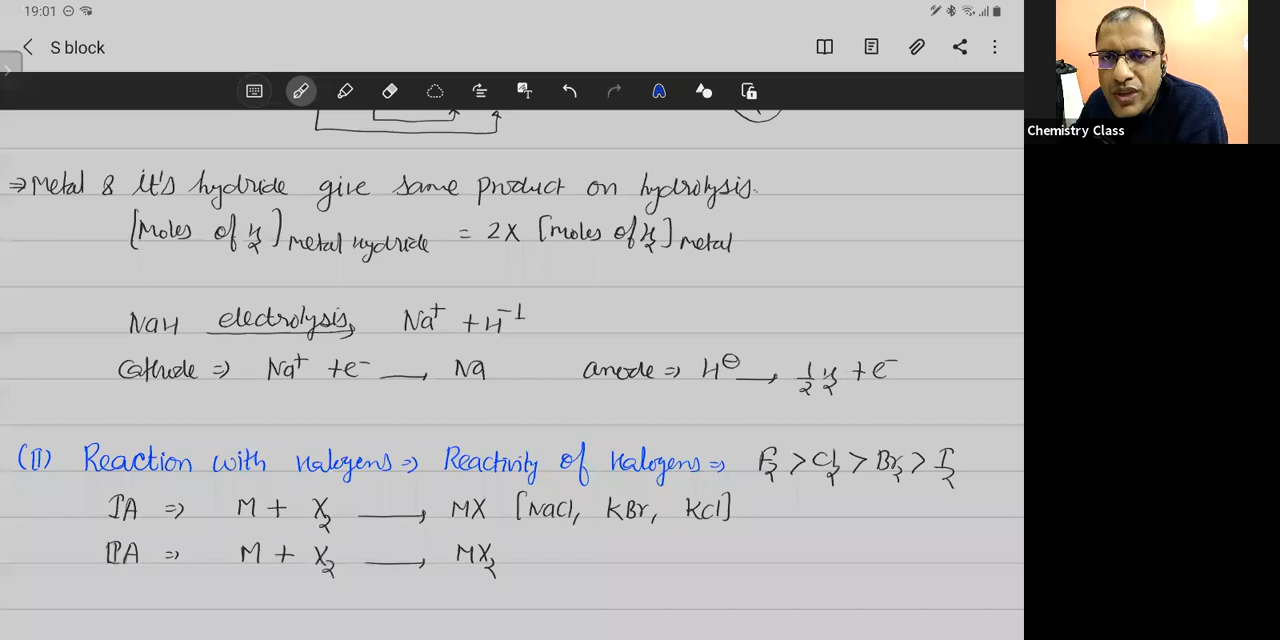 19:01
S block
Chemistry Class
⇒ Metal & it's hydride give same product on hydrolysis.
[Moles of H₂] Metal Hydride = 2x [moles of H₂] metal
NaH electrolysis Na⁺ + H⁻¹
Cathode ⇒ Na⁺ + e⁻ → Na anode ⇒ H⊖ → 1/2 H₂ + e⁻
(II) Reaction with Halogens ⇒ Reactivity of Halogens ⇒ F₂ > Cl₂ > Br₂ > I₂
IA ⇒ M + X₂ → MX [NaCl, KBr, KCl]
IIA ⇒ M + X₂ → MX₂